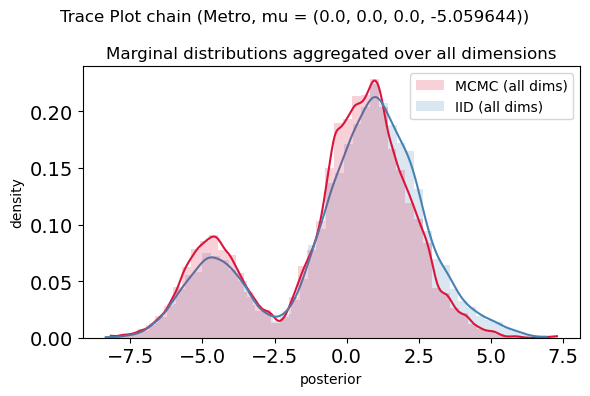 Trace Plot chain (Metro, mu = (0.0, 0.0, 0.0, -5.059644))
Marginal distributions aggregated over all dimensions
MCMC (all dims)
IID (all dims)
density
0.20
0.15
0.10
0.05
0.00
−7.5 −5.0 −2.5 0.0 2.5 5.0 7.5
posterior